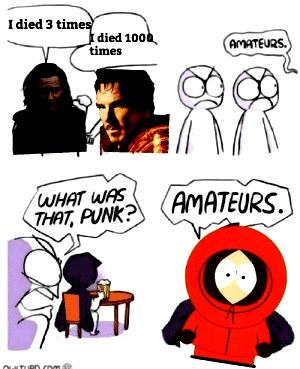 I died 3 times
I died 1000
times
AMATEURS.
WHAT WAS
THAT, PUNK?
AMATEURS.